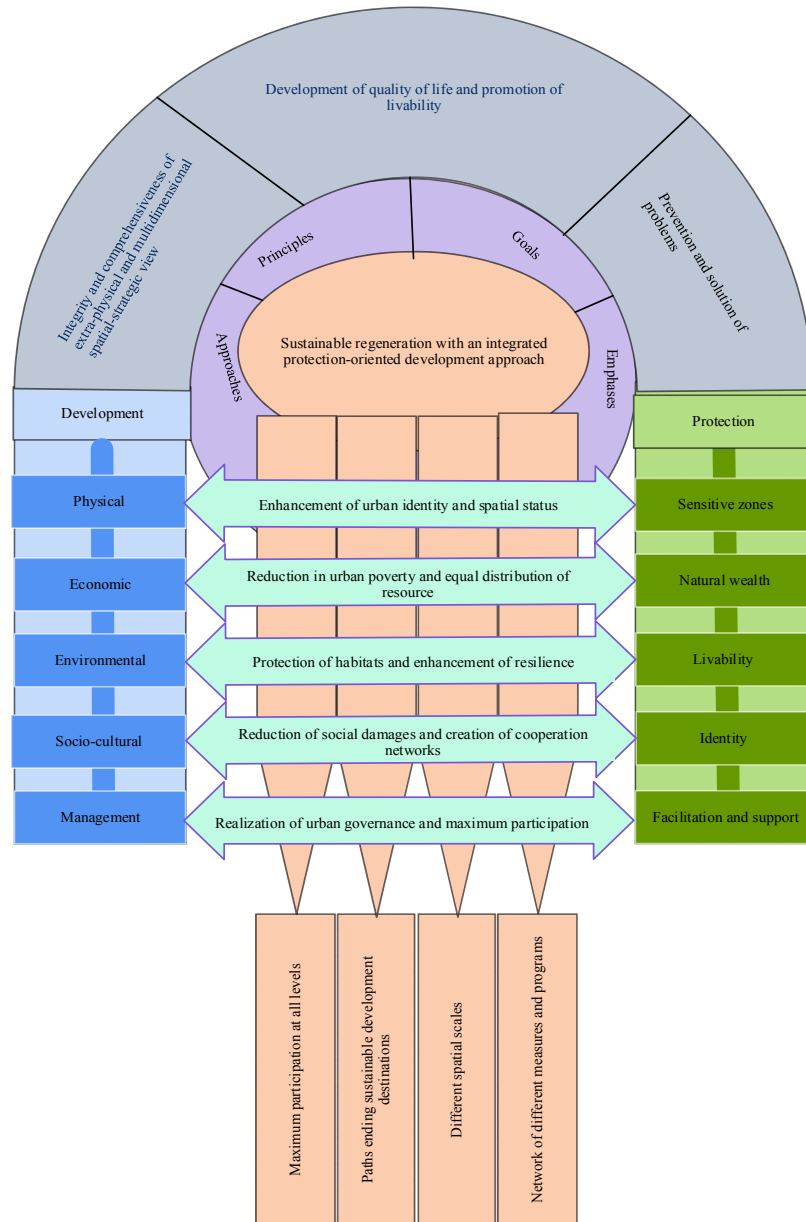 Development of quality of life and promotion of
livability
Integrity and comprehensiveness of
extra-physical and multidimensional
spatial-strategic view
Prevention and solution of
problems
Principles
Goals
Approaches
Emphases
Sustainable regeneration with an integrated
protection-oriented development approach
Development
Protection
Physical
Enhancement of urban identity and spatial status
Sensitive zones
Economic
Reduction in urban poverty and equal distribution of
resource
Natural wealth
Environmental
Protection of habitats and enhancement of resilience
Livability
Socio-cultural
Reduction of social damages and creation of cooperation
networks
Identity
Management
Realization of urban governance and maximum participation
Facilitation and support
Maximum participation at all levels
Paths ending sustainable development
destinations
Different spatial scales
Network of different measures and programs